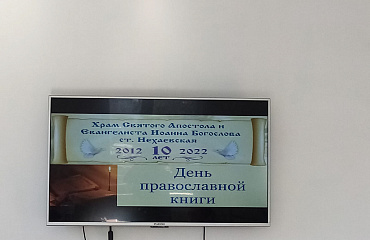 Храм Святого Апостола и
Евангелиста Иоанна Богослова
ст. Нехаевская
2012 10 2022
ЛЕТ
День
православной
книги